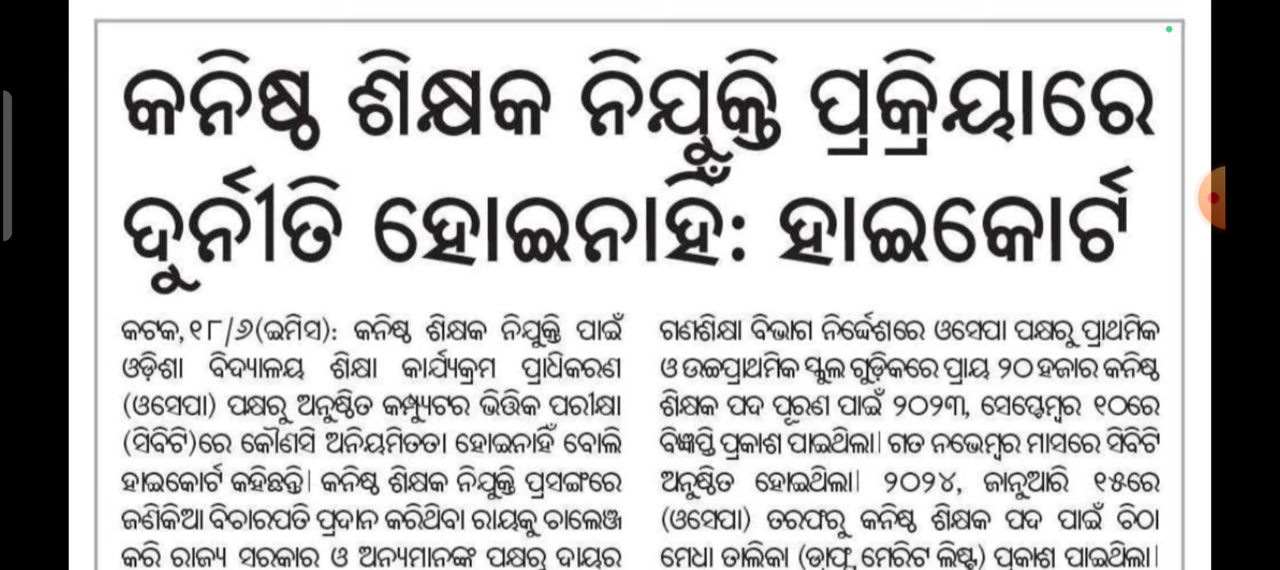 କନିଷ୍ଠ ଶିକ୍ଷକ ନିଯୁକ୍ତି ପ୍ରକ୍ରିୟାରେ
ଦୁର୍ନୀତି ହୋଇନାହିଁ: ହାଇକୋର୍ଟ
କଟକ,୧୮/୬(ଇମିସ): କନିଷ୍ଠ ଶିକ୍ଷକ ନିଯୁକ୍ତି ପାଇଁ
ଓଡ଼ିଶା ବିଦ୍ୟାଳୟ ଶିକ୍ଷା କାର୍ଯ୍ୟକ୍ରମ ପ୍ରାଧିକରଣ
(ଓସେପା) ପକ୍ଷରୁ ଅନୁଷ୍ଠିତ କମ୍ପ୍ୟୁଟର ଭିତ୍ତିକ ପରୀକ୍ଷା
(ସିବିଟି)ରେ କୌଣସି ଅନିୟମିତତା ହୋଇନାହିଁ ବୋଲି
ହାଇକୋର୍ଟ କହିଛନ୍ତି। କନିଷ୍ଠ ଶିକ୍ଷକ ନିଯୁକ୍ତି ପ୍ରସଙ୍ଗରେ
ଜଣିକିଆ ବିଚାରପତି ପ୍ରଦାନ କରିଥିବା ରାୟକୁ ଚାଲେଞ୍ଜ
କରି ରାଜ୍ୟ ସରକାର ଓ ଅନ୍ୟମାନଙ୍କ ପକ୍ଷରୁ ଦାୟର
ଗଣଶିକ୍ଷା ବିଭାଗ ନିର୍ଦ୍ଦେଶରେ ଓସେପା ପକ୍ଷରୁ ପ୍ରାଥମିକ
ଓ ଉଚ୍ଚପ୍ରାଥମିକ ସ୍କୁଲ ଗୁଡ଼ିକରେ ପ୍ରାୟ ୨୦ ହଜାର କନିଷ୍ଠ
ଶିକ୍ଷକ ପଦ ପୂରଣ ପାଇଁ ୨୦୨୩, ସେପ୍ଟେମ୍ବର ୧୦ରେ
ବିଜ୍ଞପ୍ତି ପ୍ରକାଶ ପାଇଥିଲା। ଗତ ନଭେମ୍ବର ମାସରେ ସିବିଟି
ଅନୁଷ୍ଠିତ ହୋଇଥିଲା। ୨୦୨୪, ଜାନୁଆରି ୧୫ରେ
(ଓସେପା) ତରଫରୁ କନିଷ୍ଠ ଶିକ୍ଷକ ପଦ ପାଇଁ ଚିଠା
ମେଧା ତାଲିକା (ଡ୍ରାଫ୍ଟ ମେରିଟ ଲିଷ୍ଟ) ପ୍ରକାଶ ପାଇଥିଲା।